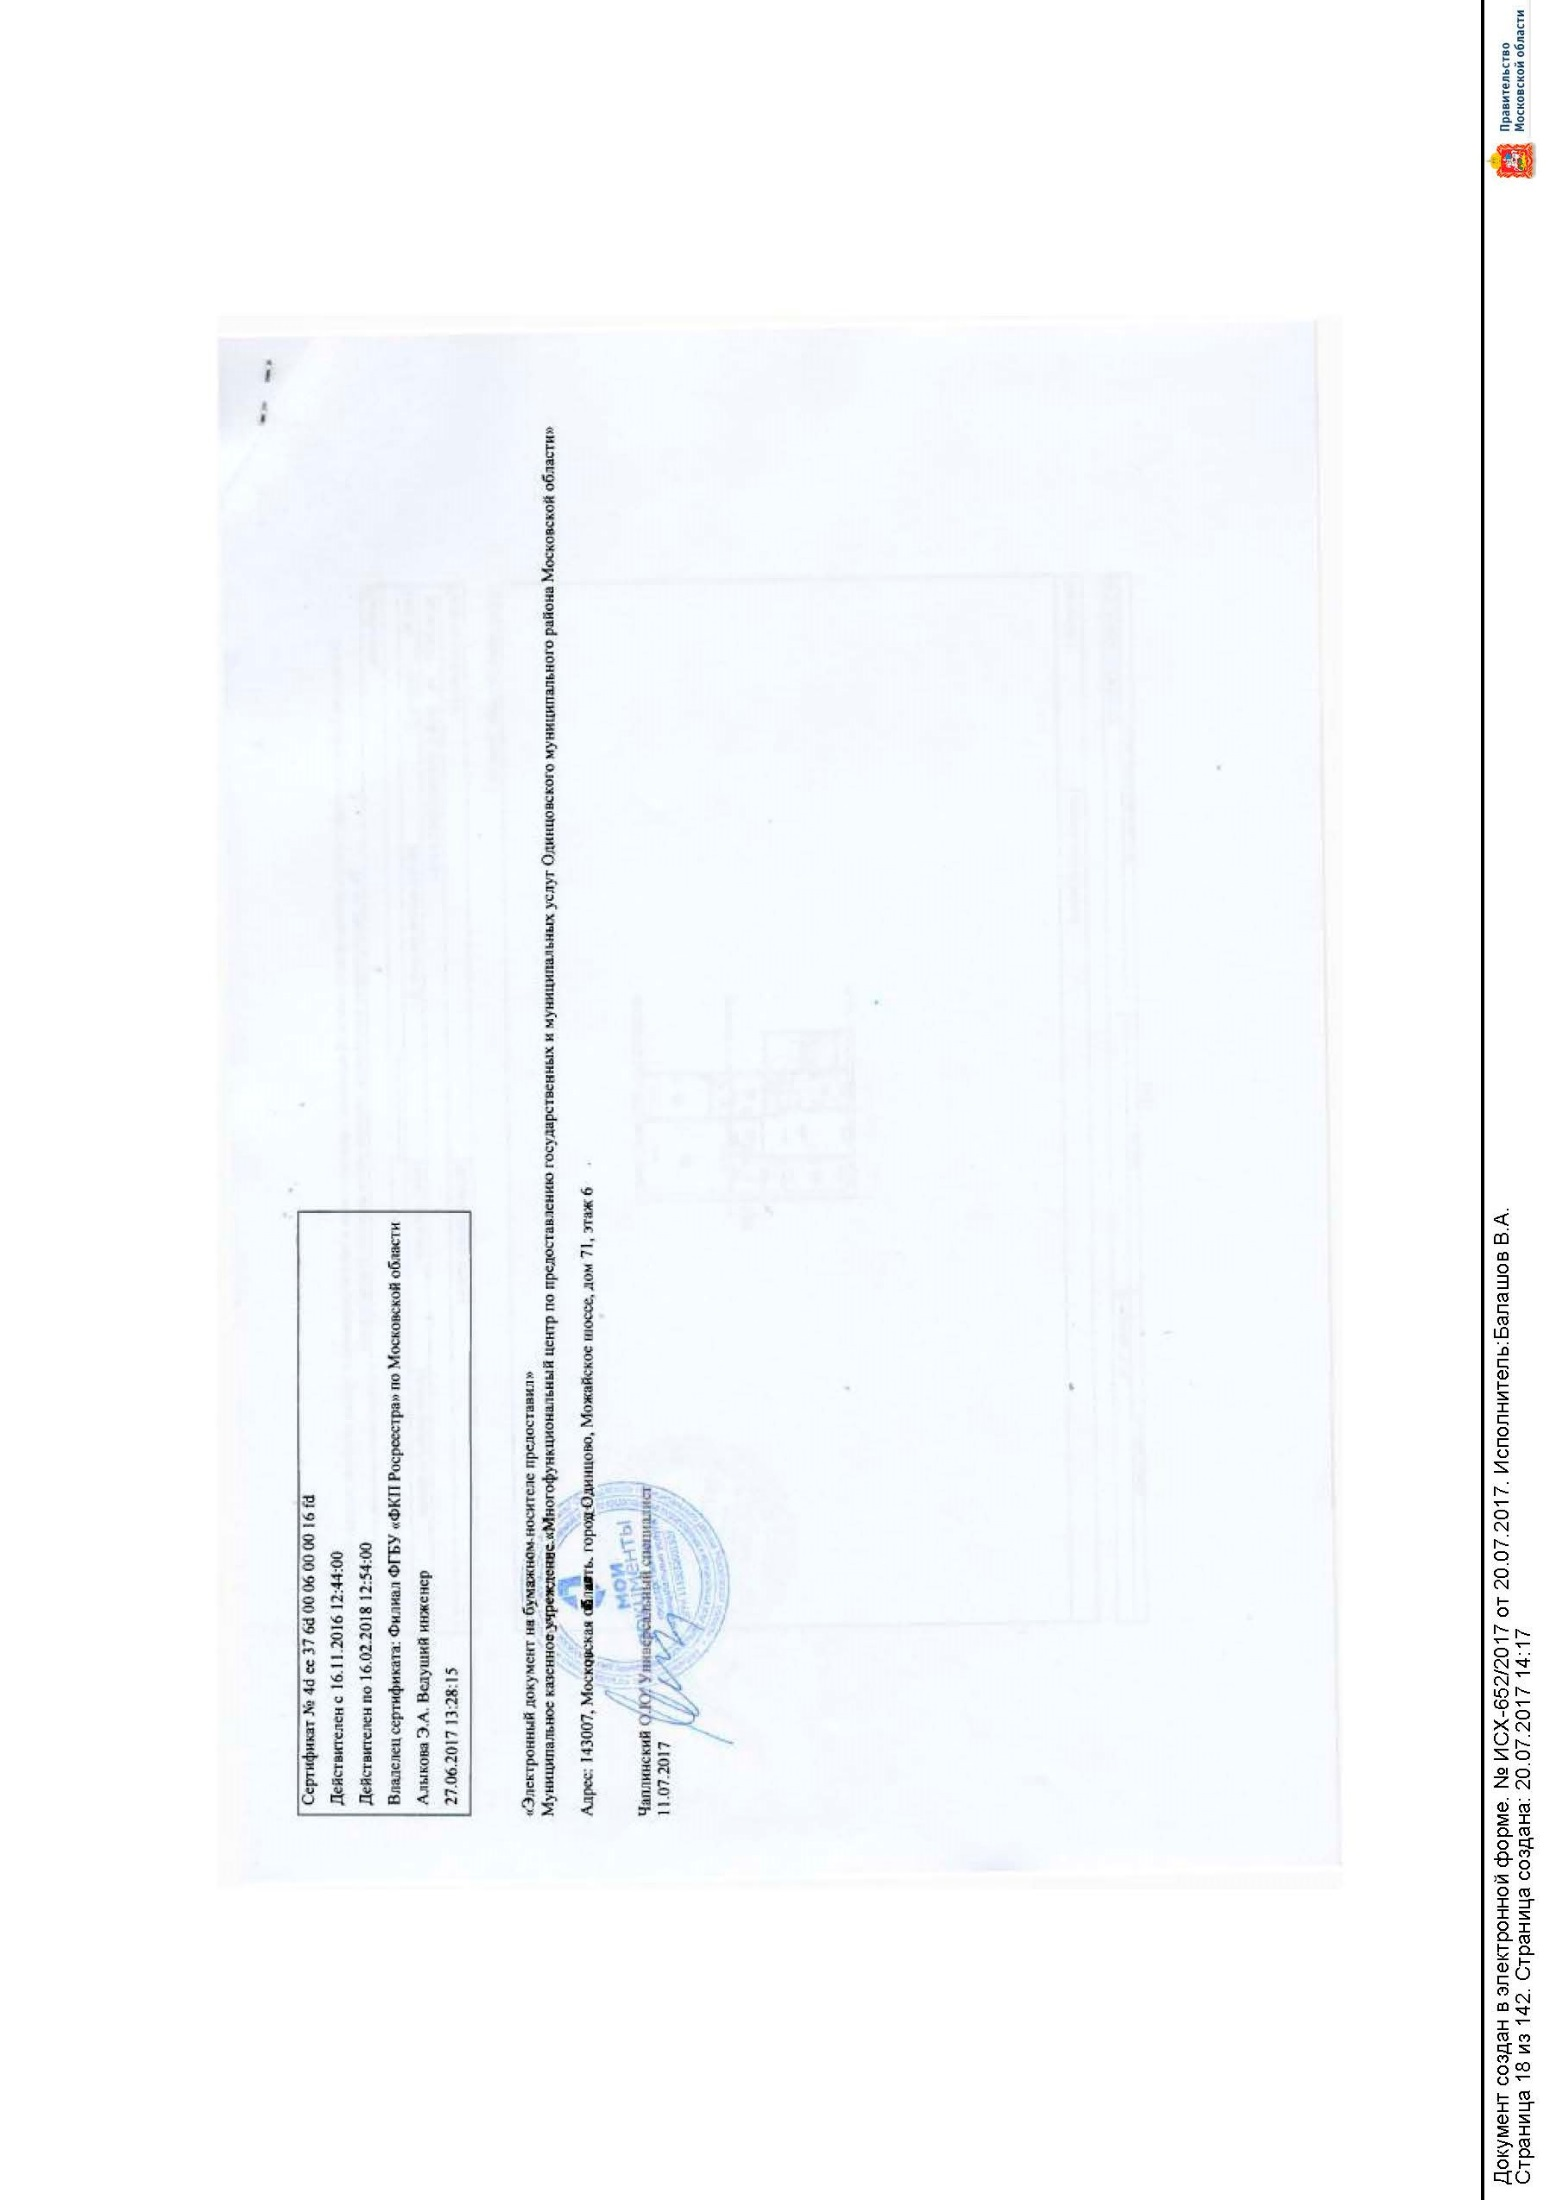 Сертификат № 4d ee 37 6d 00 06 00 00 16 fd
Действителен с 16.11.2016 12:44:00
Действителен по 16.02.2018 12:54:00
Владелец сертификата: Филиал ФГБУ «ФКП Росреестра» по Московской области
Алыкова Э.А. Ведущий инженер
27.06.2017 13:28:15
«Электронный документ на бумажном носителе предоставил»
Муниципальное казенное учреждение «Многофункциональный центр по предоставлению государственных и муниципальных услуг Одинцовского муниципального района Московской области»
Адрес: 143007, Московская область, город Одинцово, Можайское шоссе, дом 71, этаж 6
Чаплинский О.Ю. Универсальный специалист
11.07.2017
МОИ
ДОКУМЕНТЫ
Документ создан в электронной форме. № ИСХ-652/2017 от 20.07.2017. Исполнитель:Балашов В.А.
Страница 18 из 142. Страница создана: 20.07.2017 14:17
Правительство
Московской области